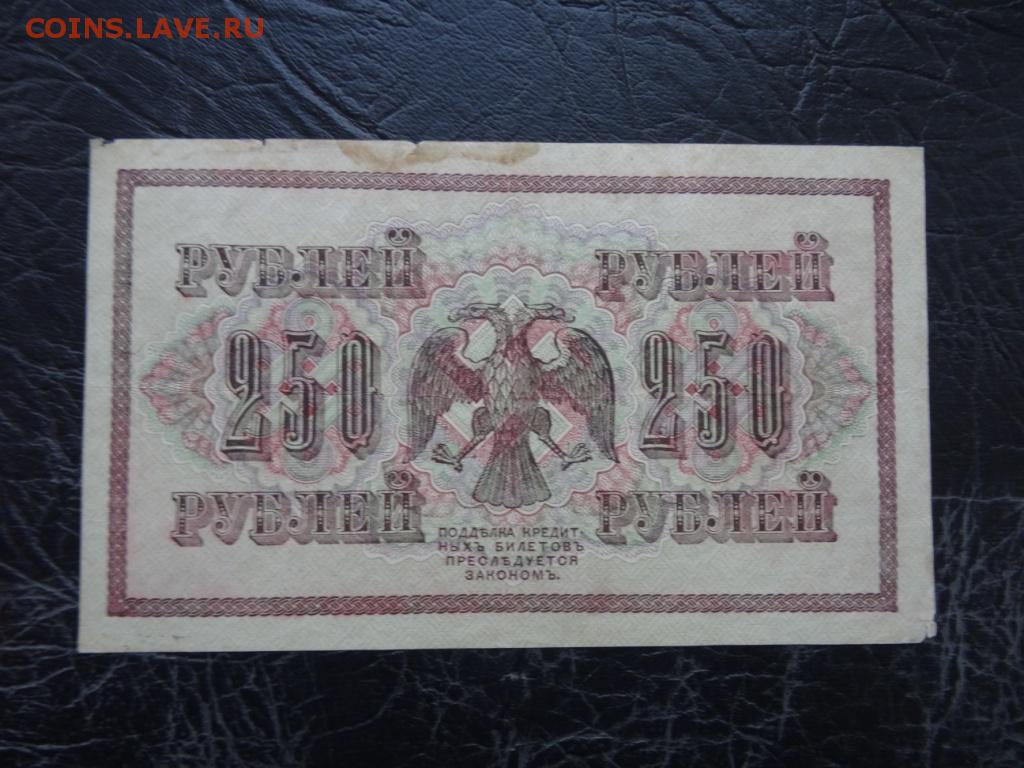 COINS.LAVE.RU
РУБЛЕЙ РУБЛЕЙ
250 250
РУБЛЕЙ РУБЛЕЙ
ПОДДѢЛКА КРЕДИТ-
НЫХЪ БИЛЕТОВЪ
ПРЕСЛѢДУЕТСЯ
ЗАКОНОМЪ.